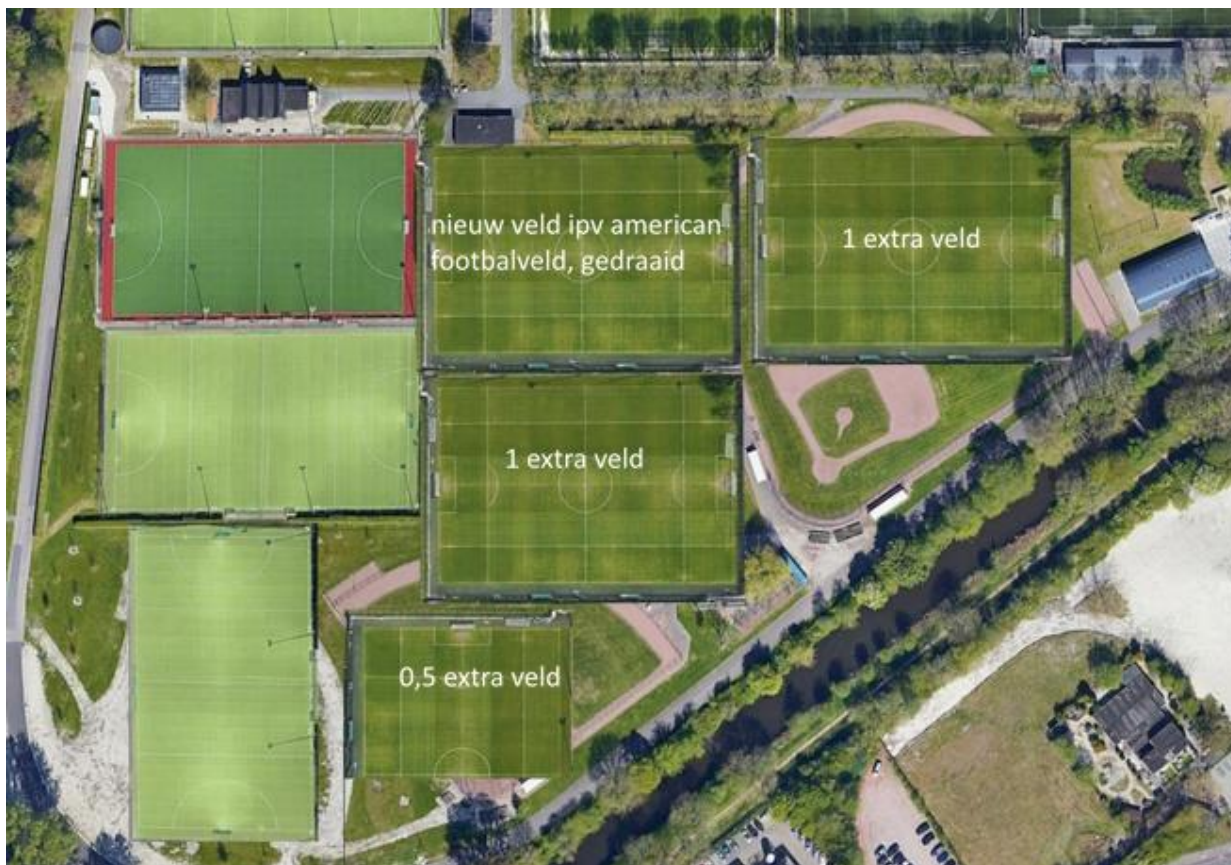 nieuw veld ipv american
footbalveld, gedraaid
1 extra veld
1 extra veld
0,5 extra veld